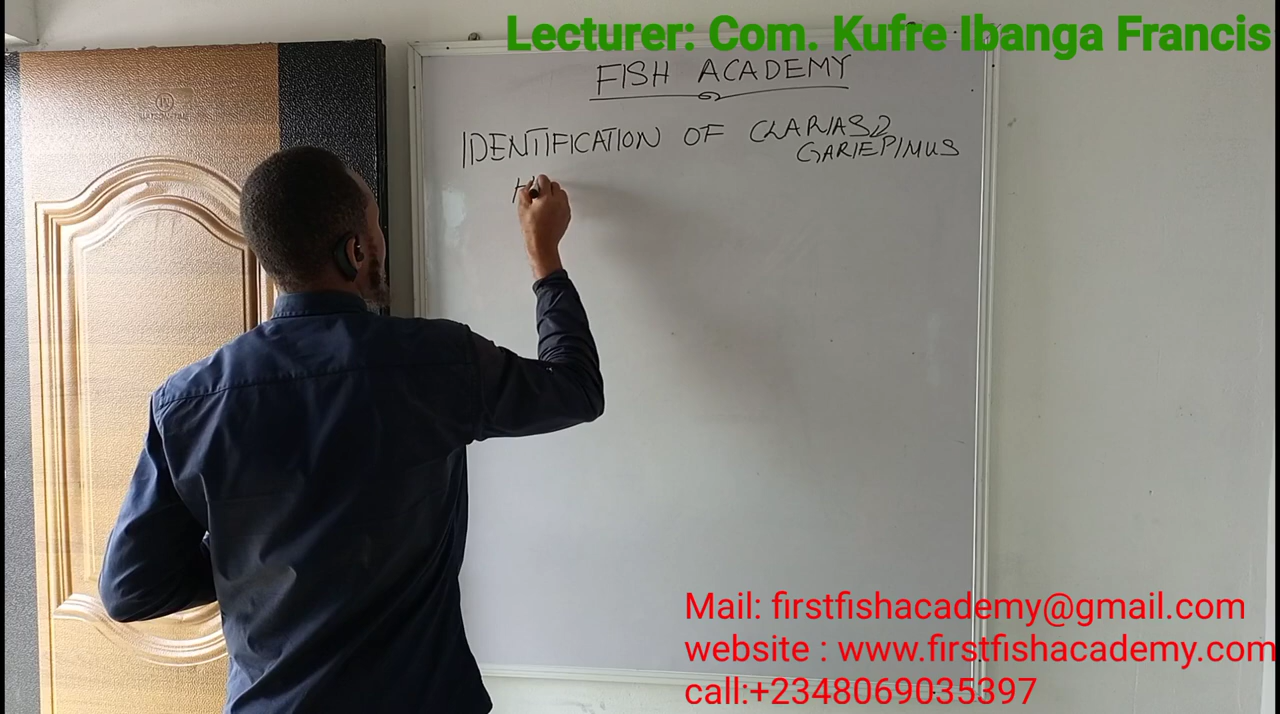 Lecturer: Com. Kufre Ibanga Francis
FISH ACADEMY
IDENTIFICATION OF CLARIAS
GARIEPIMUS
Mail: firstfishacademy@gmail.com
website : www.firstfishacademy.com
call:+2348069035397